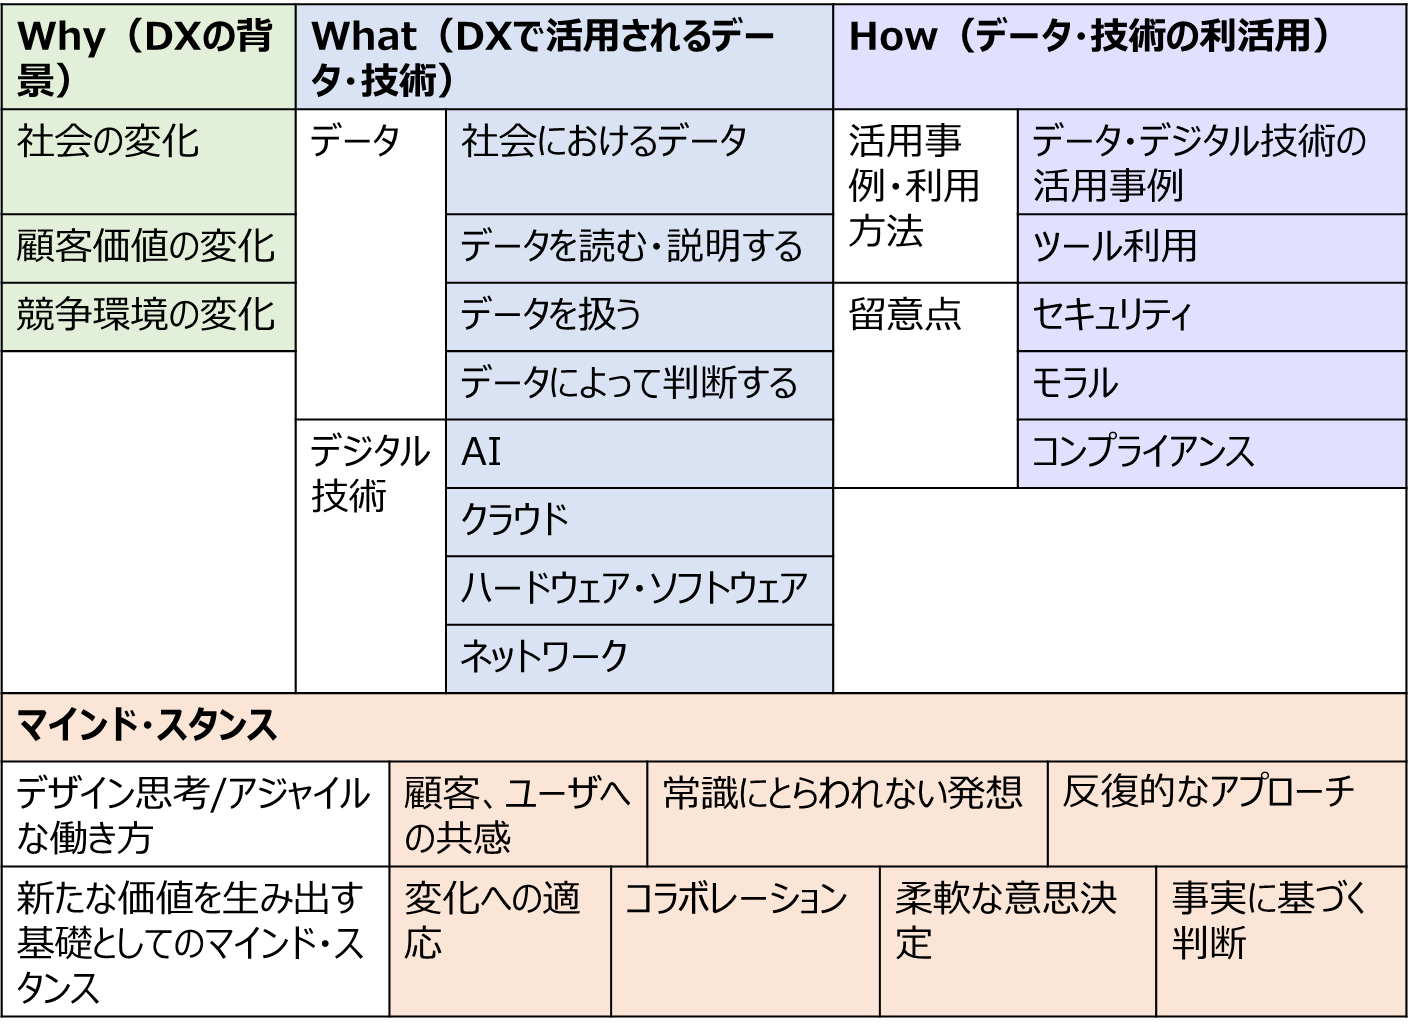 Why（DXの背
景）
What（DXで活用されるデー
タ・技術）
How（データ・技術の利活用）
社会の変化
データ
社会におけるデータ
活用事
例・利用
方法
データ・デジタル技術の
活用事例
顧客価値の変化
データを読む・説明する
ツール利用
競争環境の変化
データを扱う
留意点
セキュリティ
データによって判断する
モラル
デジタル
技術
AI
コンプライアンス
クラウド
ハードウェア・ソフトウェア
ネットワーク
マインド・スタンス
デザイン思考/アジャイル
な働き方
顧客、ユーザへ
の共感
常識にとらわれない発想
反復的なアプローチ
新たな価値を生み出す
基礎としてのマインド・ス
タンス
変化への適
応
コラボレーション
柔軟な意思決
定
事実に基づく
判断